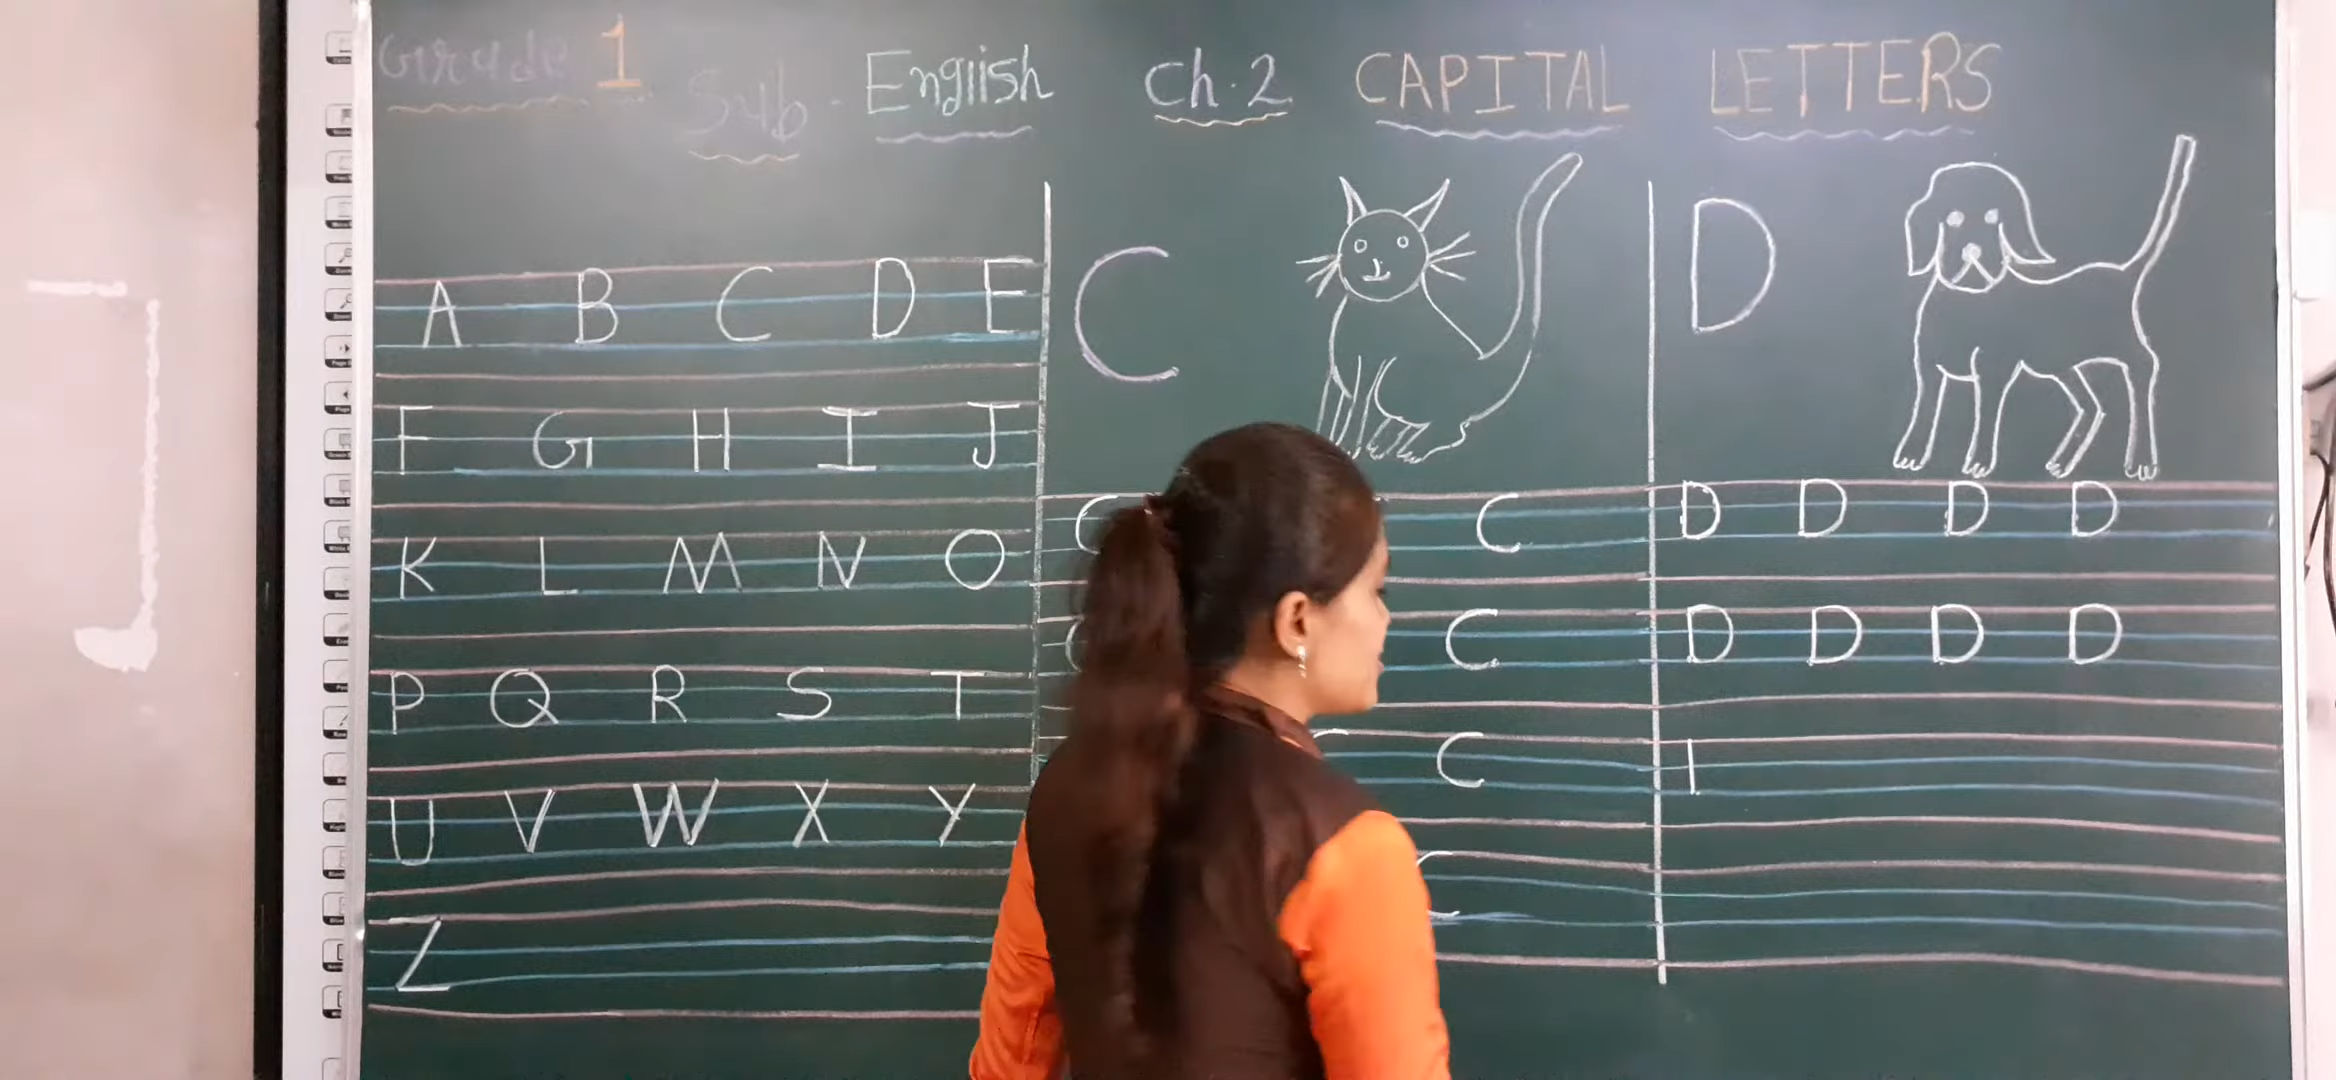 Grade 1 Sub. English Ch.2 CAPITAL LETTERS
A B C D E
F G H I J
K L M N O
P Q R S T
U V W X Y
Z
C
C C
C C
C C
C
D
D D D D
D D D D